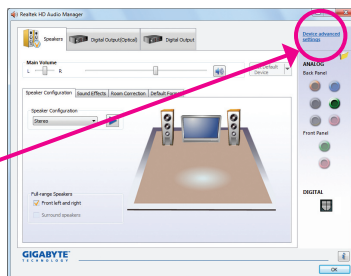 Realtek HD Audio Manager
Speakers
Digital Output(Optical)
Digital Output
Device advanced
settings
Main Volume
L
R
Default
Device
ANALOG
Back Panel
Speaker Configuration
Sound Effects
Room Correction
Default Format
Speaker Configuration
Stereo
Front Panel
Full-range Speakers
Front left and right
Surround speakers
DIGITAL
GIGABYTE
TECHNOLOGY
OK